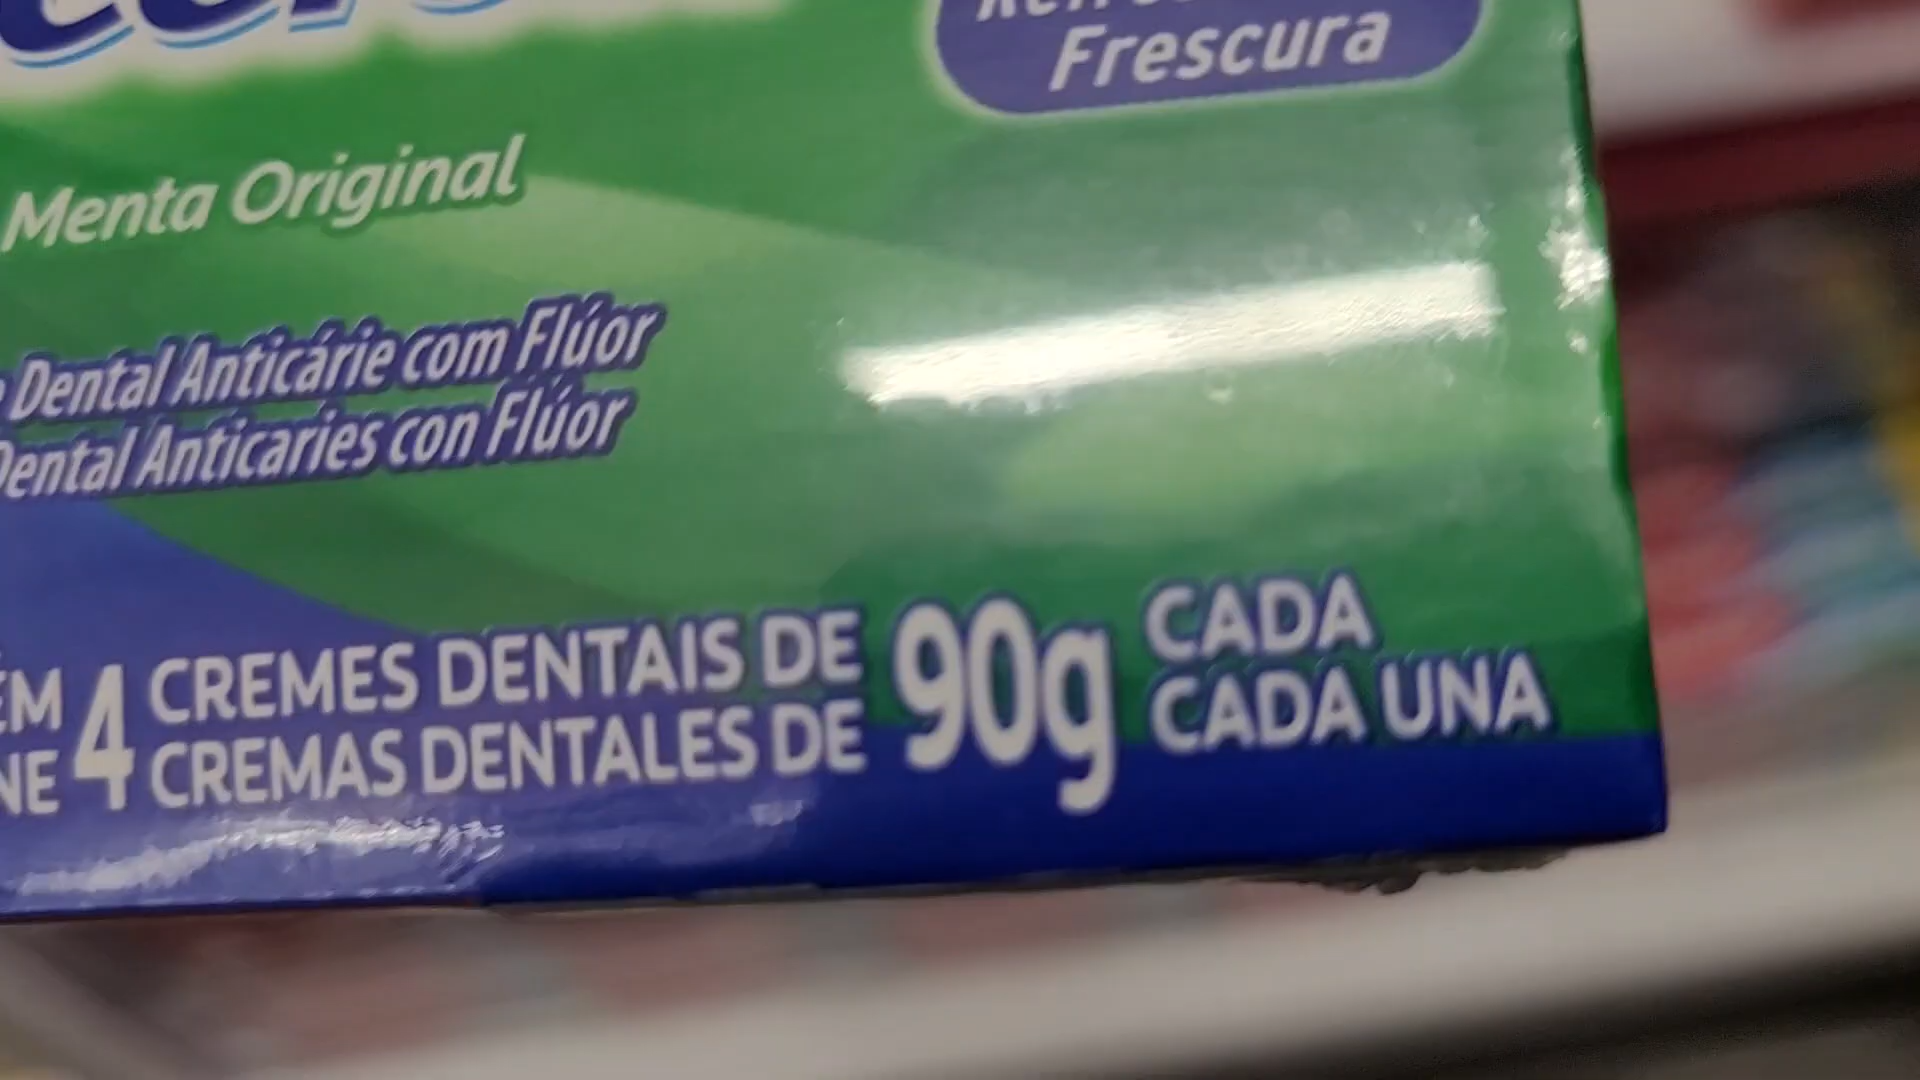 Frescura
Menta Original
Dental Anticárie com Flúor
Dental Anticaries con Flúor
4 CREMES DENTAIS DE 90g CADA
CREMAS DENTALES DE CADA UNA